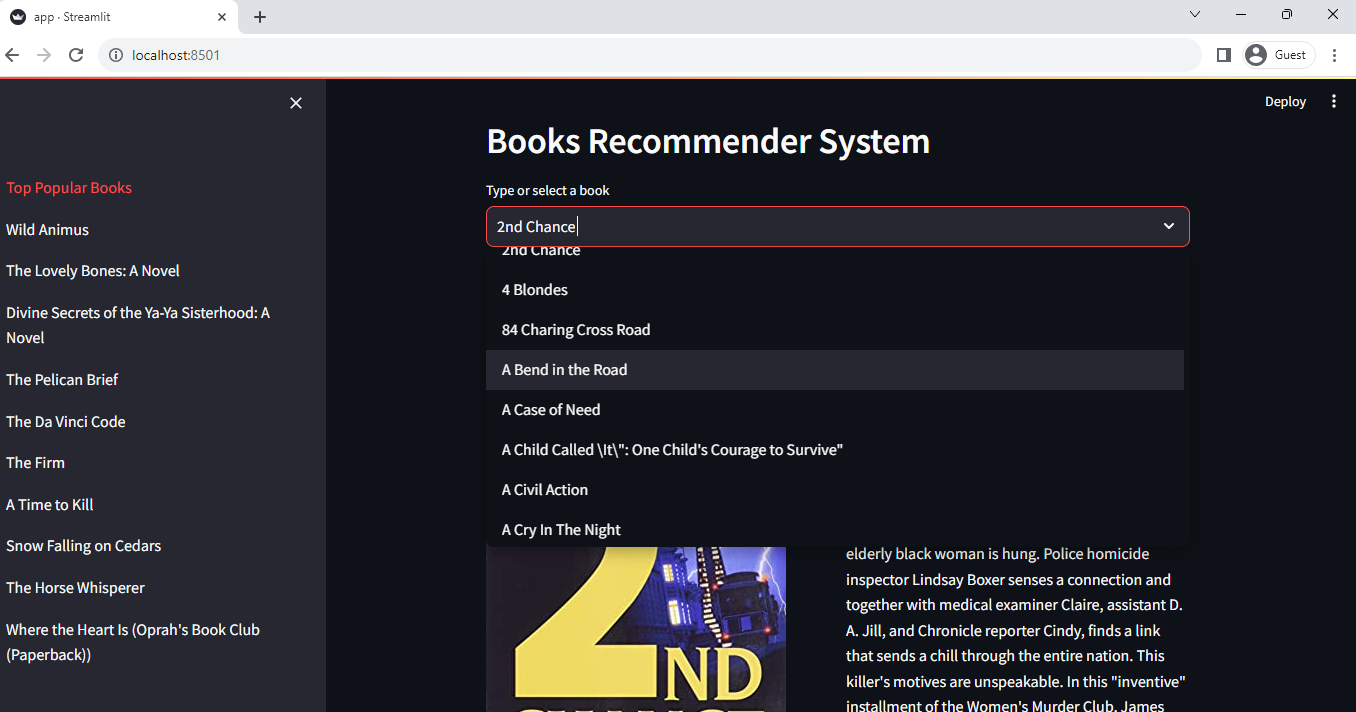 app · Streamlit
localhost:8501
Guest
Deploy
Top Popular Books
Wild Animus
The Lovely Bones: A Novel
Divine Secrets of the Ya-Ya Sisterhood: A
Novel
The Pelican Brief
The Da Vinci Code
The Firm
A Time to Kill
Snow Falling on Cedars
The Horse Whisperer
Where the Heart Is (Oprah's Book Club
(Paperback))
Books Recommender System
Type or select a book
2nd Chance
2nd Chance
4 Blondes
84 Charing Cross Road
A Bend in the Road
A Case of Need
A Child Called \It\": One Child's Courage to Survive"
A Civil Action
A Cry In The Night
2ND
CHANCE
elderly black woman is hung. Police homicide
inspector Lindsay Boxer senses a connection and
together with medical examiner Claire, assistant D.
A. Jill, and Chronicle reporter Cindy, finds a link
that sends a chill through the entire nation. This
killer's motives are unspeakable. In this "inventive"
installment of the Women's Murder Club, James